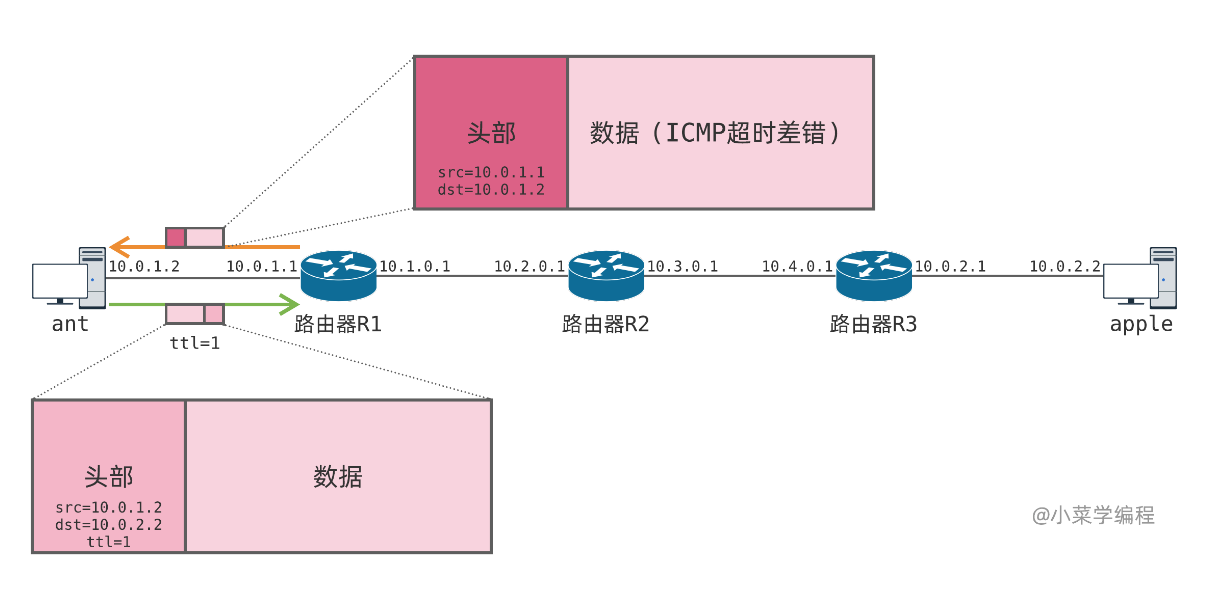 头部
数据（ICMP超时差错）
src=10.0.1.1
dst=10.0.1.2
10.0.1.2
10.0.1.1
10.1.0.1
10.2.0.1
10.3.0.1
10.4.0.1
10.0.2.1
10.0.2.2
ant
路由器R1
路由器R2
路由器R3
apple
ttl=1
头部
数据
src=10.0.1.2
dst=10.0.2.2
ttl=1
@小菜学编程